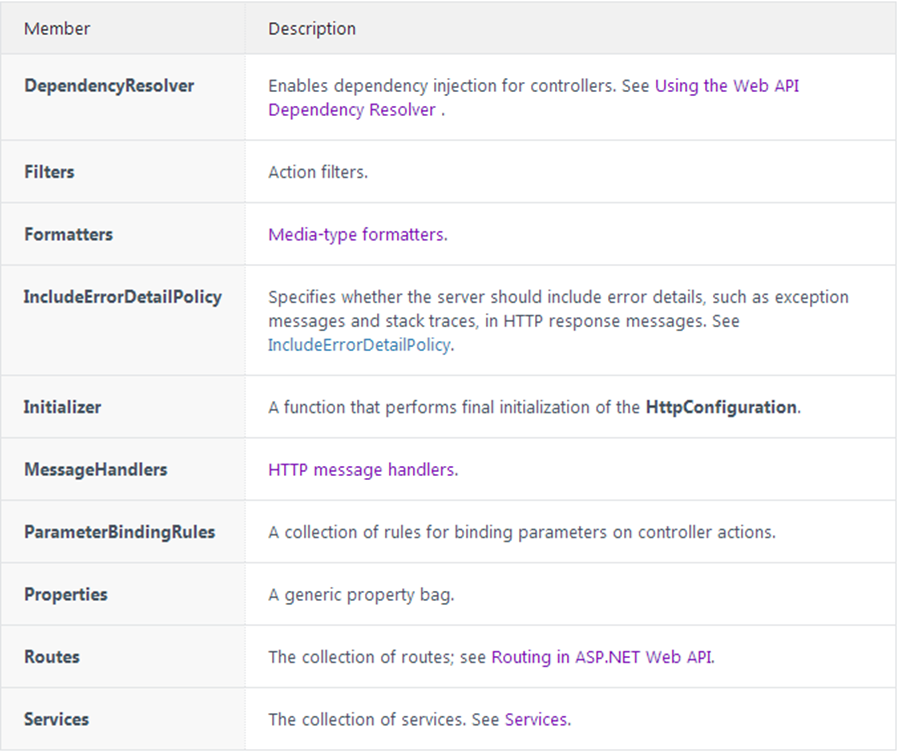 Member Description
DependencyResolver Enables dependency injection for controllers. See Using the Web API
Dependency Resolver .
Filters Action filters.
Formatters Media-type formatters.
IncludeErrorDetailPolicy Specifies whether the server should include error details, such as exception
messages and stack traces, in HTTP response messages. See
IncludeErrorDetailPolicy.
Initializer A function that performs final initialization of the HttpConfiguration.
MessageHandlers HTTP message handlers.
ParameterBindingRules A collection of rules for binding parameters on controller actions.
Properties A generic property bag.
Routes The collection of routes; see Routing in ASP.NET Web API.
Services The collection of services. See Services.